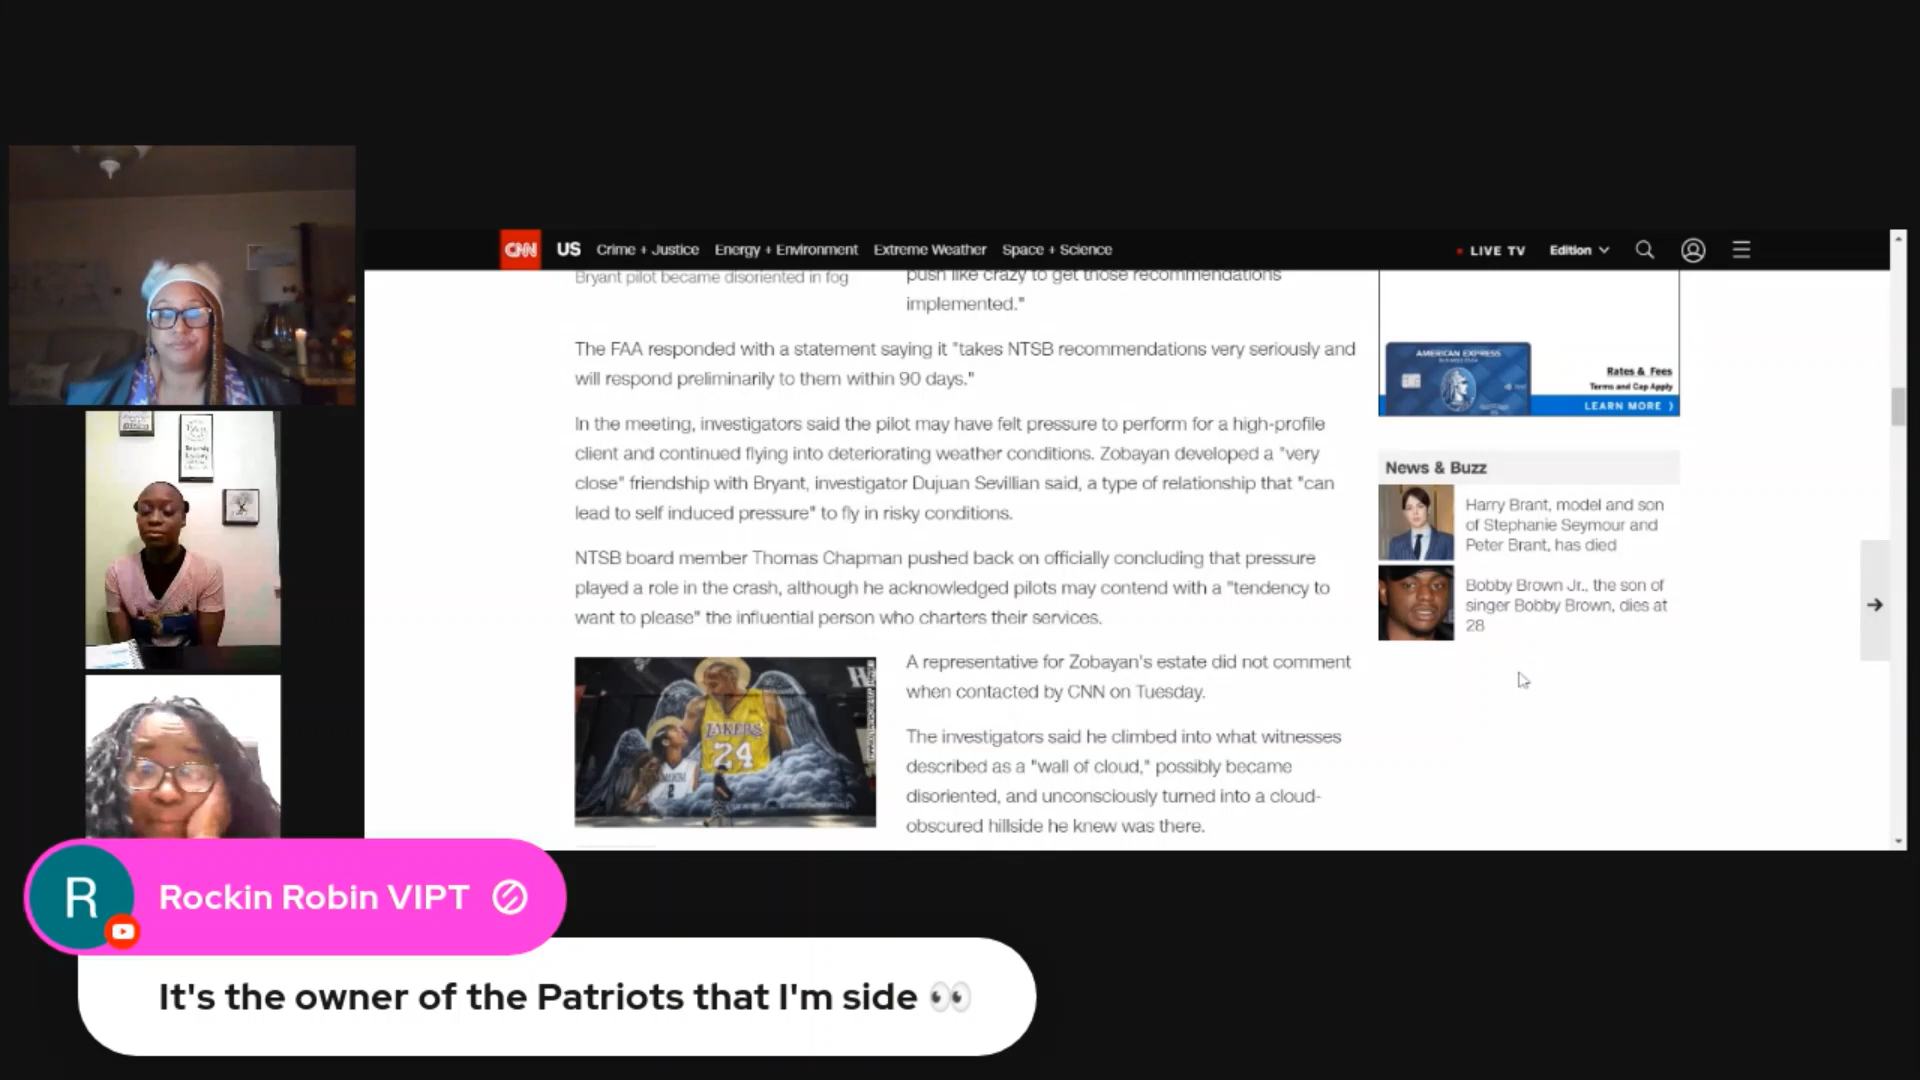 CNN US Crime + Justice Energy + Environment Extreme Weather Space + Science LIVE TV Edition
Bryant pilot became disoriented in fog
push like crazy to get those recommendations
implemented."
The FAA responded with a statement saying it "takes NTSB recommendations very seriously and
will respond preliminarily to them within 90 days."
In the meeting, investigators said the pilot may have felt pressure to perform for a high-profile
client and continued flying into deteriorating weather conditions. Zobayan developed a "very
close" friendship with Bryant, investigator Dujuan Sevillian said, a type of relationship that "can
lead to self induced pressure" to fly in risky conditions.
NTSB board member Thomas Chapman pushed back on officially concluding that pressure
played a role in the crash, although he acknowledged pilots may contend with a "tendency to
want to please" the influential person who charters their services.
LAKERS
24
2
A representative for Zobayan's estate did not comment
when contacted by CNN on Tuesday.
The investigators said he climbed into what witnesses
described as a "wall of cloud," possibly became
disoriented, and unconsciously turned into a cloud-
obscured hillside he knew was there.
AMERICAN EXPRESS
Rates & Fees
Terms and Cap Apply
LEARN MORE
News & Buzz
Harry Brant, model and son
of Stephanie Seymour and
Peter Brant, has died
Bobby Brown Jr., the son of
singer Bobby Brown, dies at
28
R
Rockin Robin VIPT
It's the owner of the Patriots that I'm side 👀